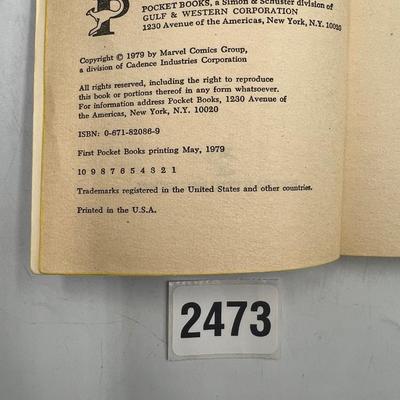 POCKET BOOKS, a Simon & Schuster division of
GULF & WESTERN CORPORATION
1230 Avenue of the Americas, New York, N.Y. 10020
Copyright © 1979 by Marvel Comics Group,
a division of Cadence Industries Corporation
All rights reserved, including the right to reproduce
this book or portions thereof in any form whatsoever.
For information address Pocket Books, 1230 Avenue of
the Americas, New York, N.Y. 10020
ISBN: 0-671-82086-9
First Pocket Books printing May, 1979
10 9 8 7 6 5 4 3 2 1
Trademarks registered in the United States and other countries.
Printed in the U.S.A.
2473